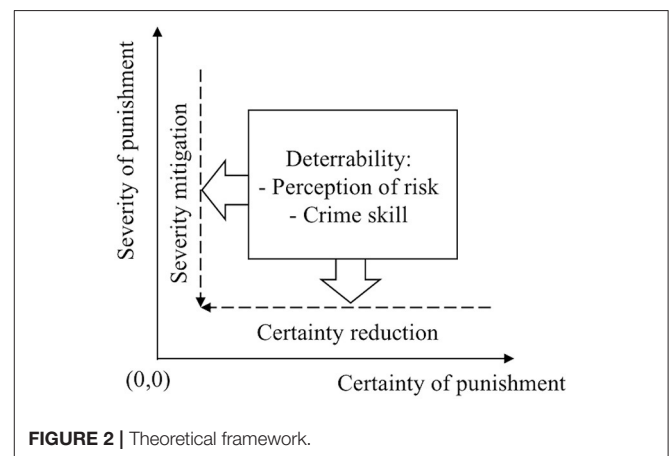 Severity of punishment
Severity mitigation
Deterrability:
- Perception of risk
- Crime skill
Certainty reduction
(0,0)
Certainty of punishment
FIGURE 2 | Theoretical framework.